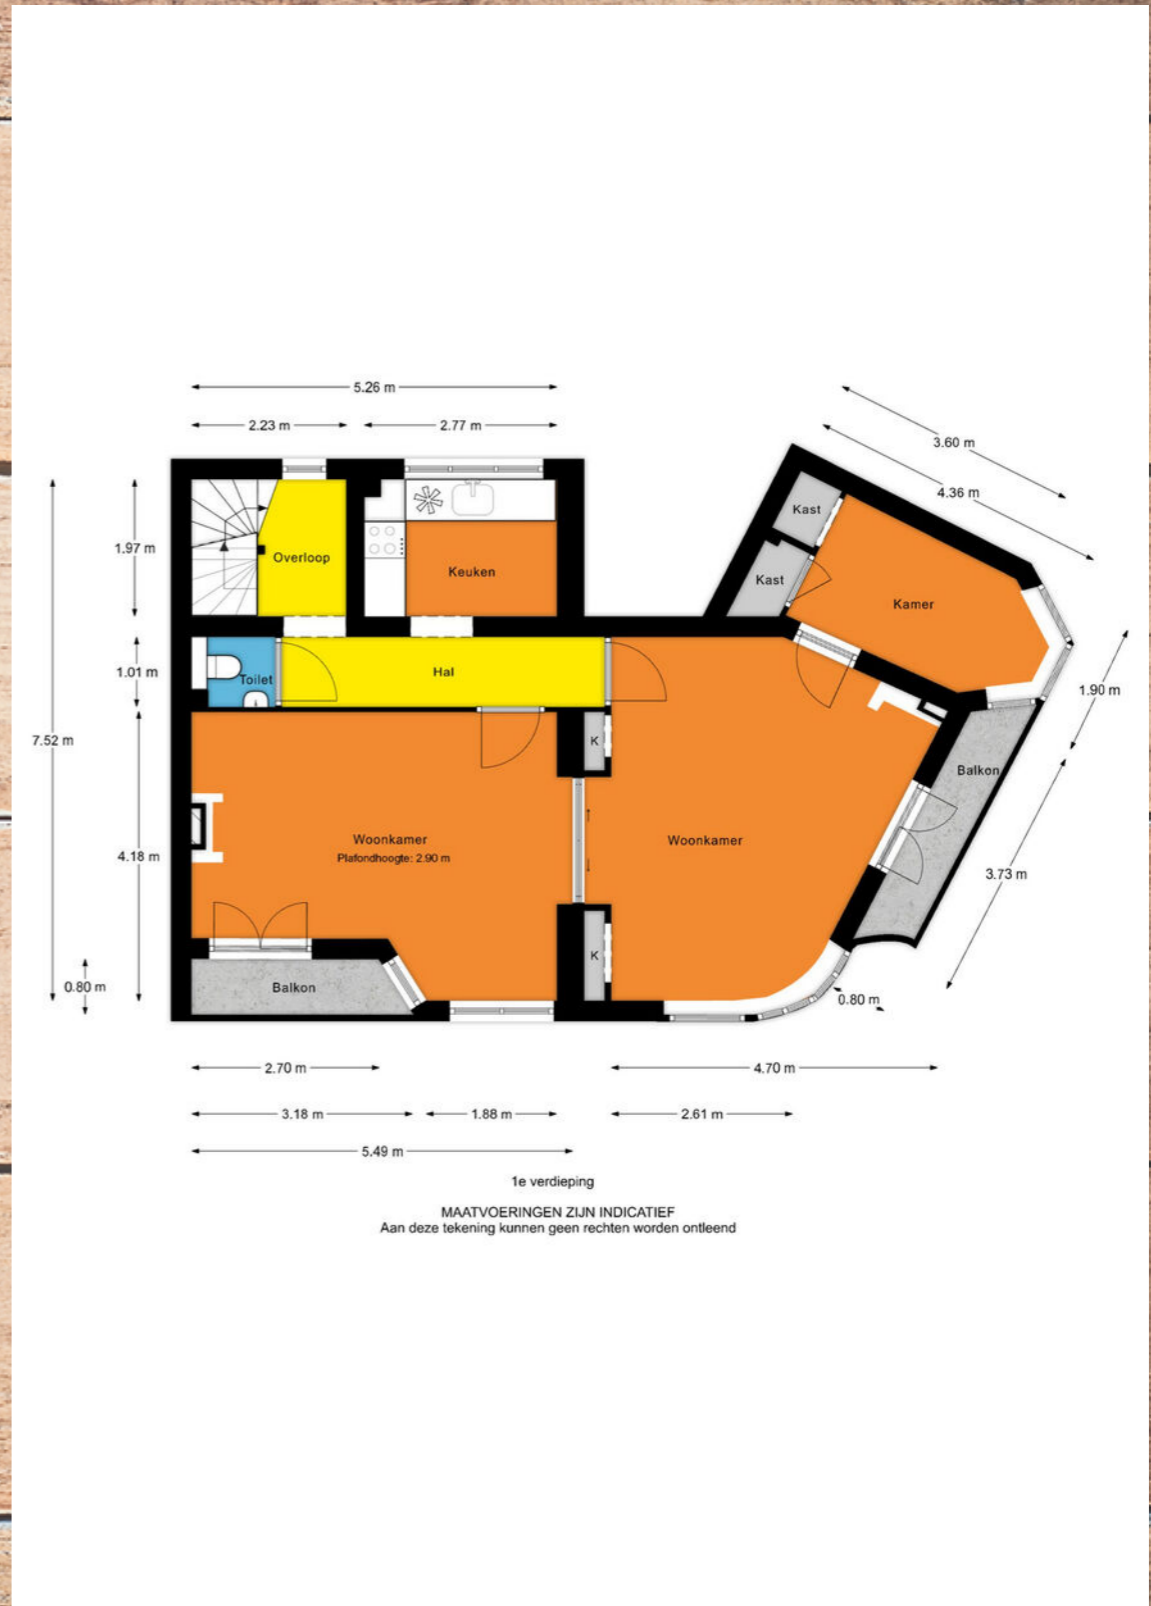 5.26 m
2.23 m
2.77 m
3.60 m
4.36 m
1.97 m
1.01 m
7.52 m
4.18 m
0.80 m
1.90 m
3.73 m
0.80 m
Overloop
Keuken
Kast
Kast
Kamer
Toilet
Hal
K
Balkon
Woonkamer
Plafondhoogte: 2.90 m
Woonkamer
K
Balkon
2.70 m
4.70 m
3.18 m
1.88 m
2.61 m
5.49 m
1e verdieping
MAATVOERINGEN ZIJN INDICATIEF
Aan deze tekening kunnen geen rechten worden ontleend